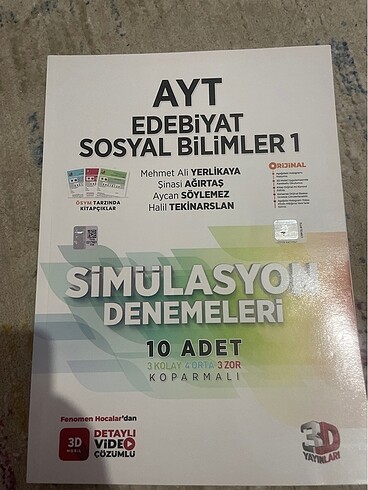 AYT
EDEBİYAT
SOSYAL BİLİMLER 1
Mehmet Ali YERLİKAYA
Şinasi AĞIRTAŞ
Aycan SÖYLEMEZ
Halil TEKİNARSLAN
ÖSYM TARZINDA
KİTAPÇIKLAR
ORİJİNAL
SİMÜLASYON
DENEMELERİ
10 ADET
3 KOLAY 4 ORTA 3 ZOR
KOPARMALI
Fenomen Hocalar'dan
3D
MOBİL
DETAYLI
VİDEO
ÇÖZÜMLÜ
3D
YAYINLARI